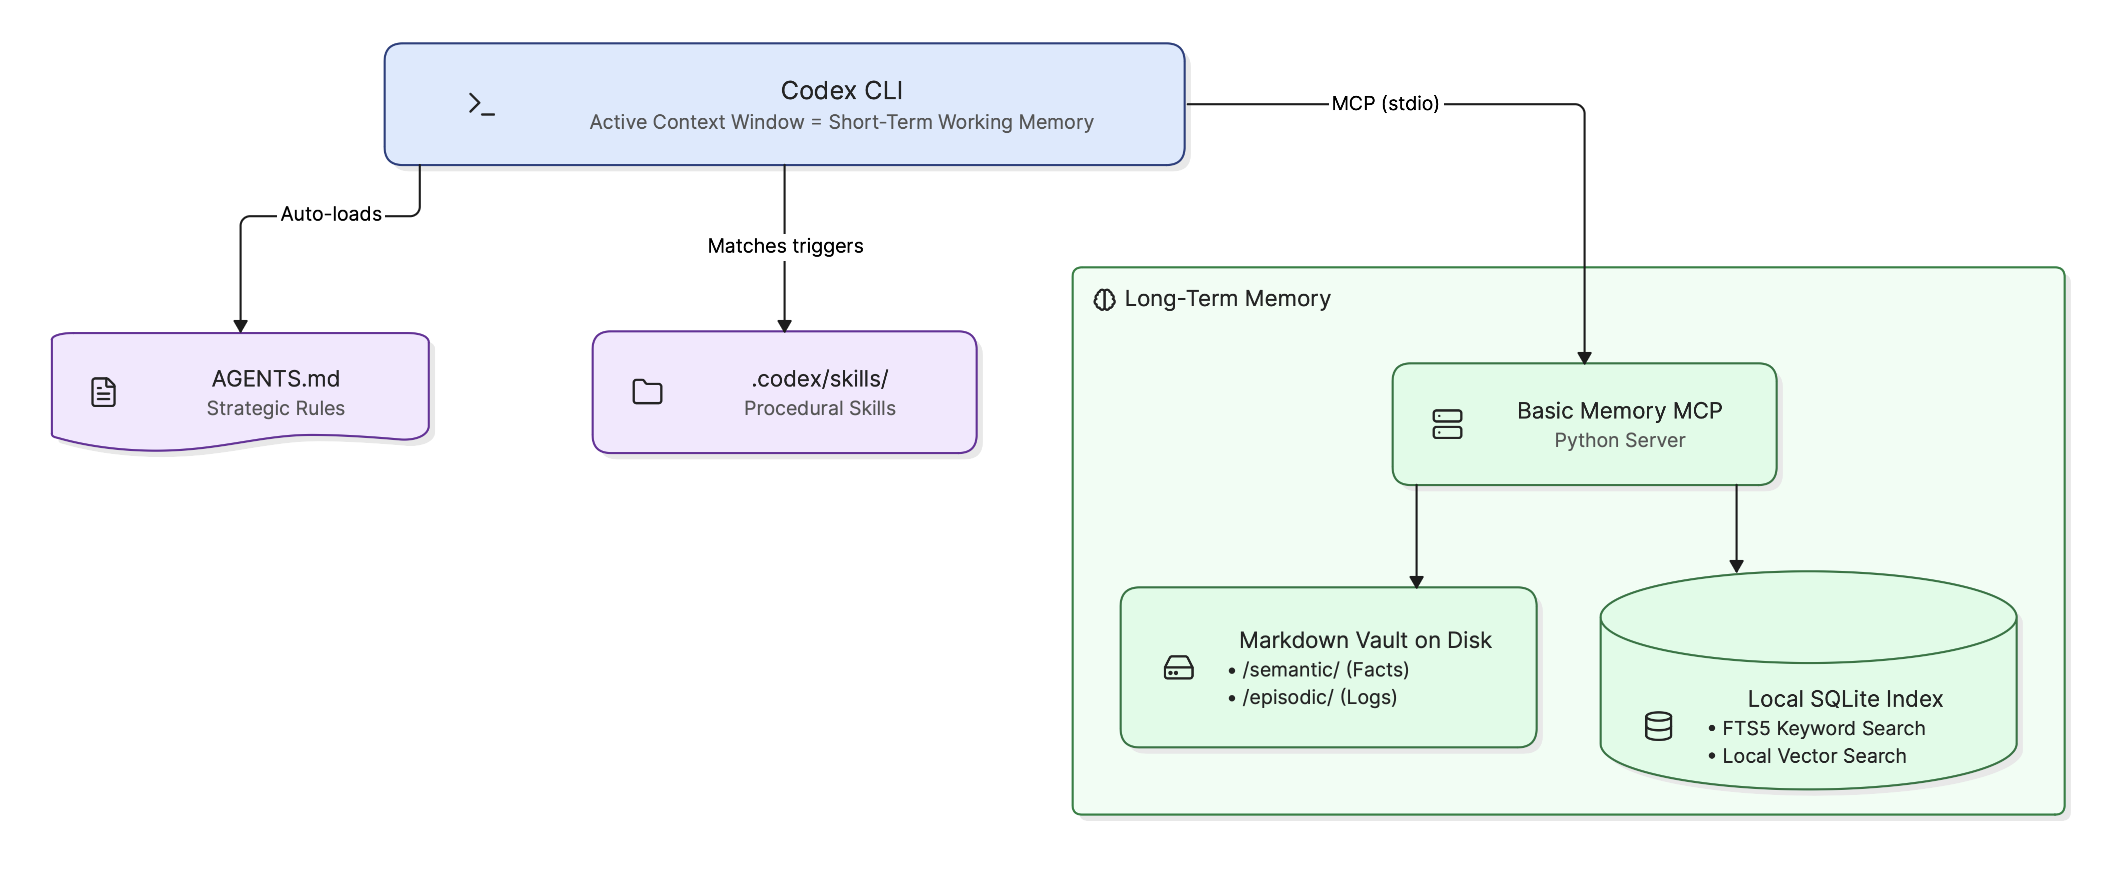 Codex CLI
Active Context Window = Short-Term Working Memory
MCP (stdio)
Auto-loads
Matches triggers
Long-Term Memory
AGENTS.md
Strategic Rules
.codex/skills/
Procedural Skills
Basic Memory MCP
Python Server
Markdown Vault on Disk
• /semantic/ (Facts)
• /episodic/ (Logs)
Local SQLite Index
• FTS5 Keyword Search
• Local Vector Search